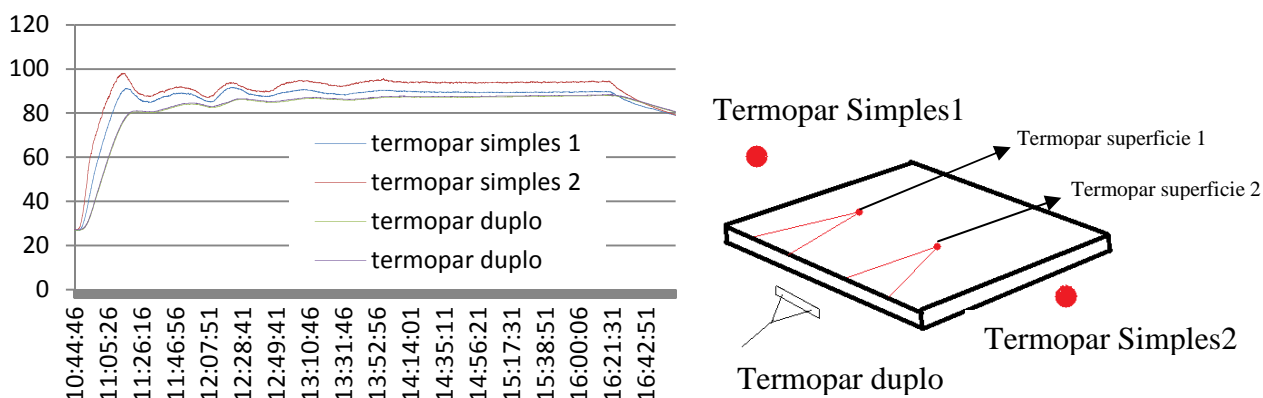 120
100
80
60
40
20
0
termopar simples 1
termopar simples 2
termopar duplo
termopar duplo
10:44:46
11:05:26
11:26:16
11:46:56
12:07:51
12:28:41
12:49:41
13:10:46
13:31:46
13:52:56
14:14:01
14:35:11
14:56:21
15:17:31
15:38:51
16:00:06
16:21:31
16:42:51
Termopar Simples1
Termopar superficie 1
Termopar superficie 2
Termopar Simples2
Termopar duplo